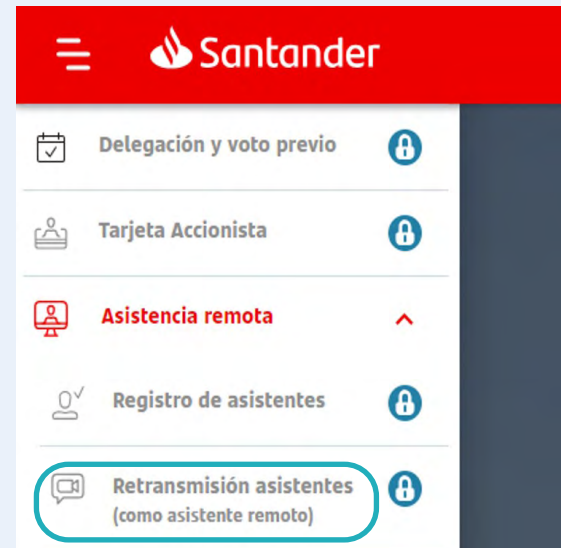 Santander
Delegación y voto previo
Tarjeta Accionista
Asistencia remota
Registro de asistentes
Retransmisión asistentes
(como asistente remoto)